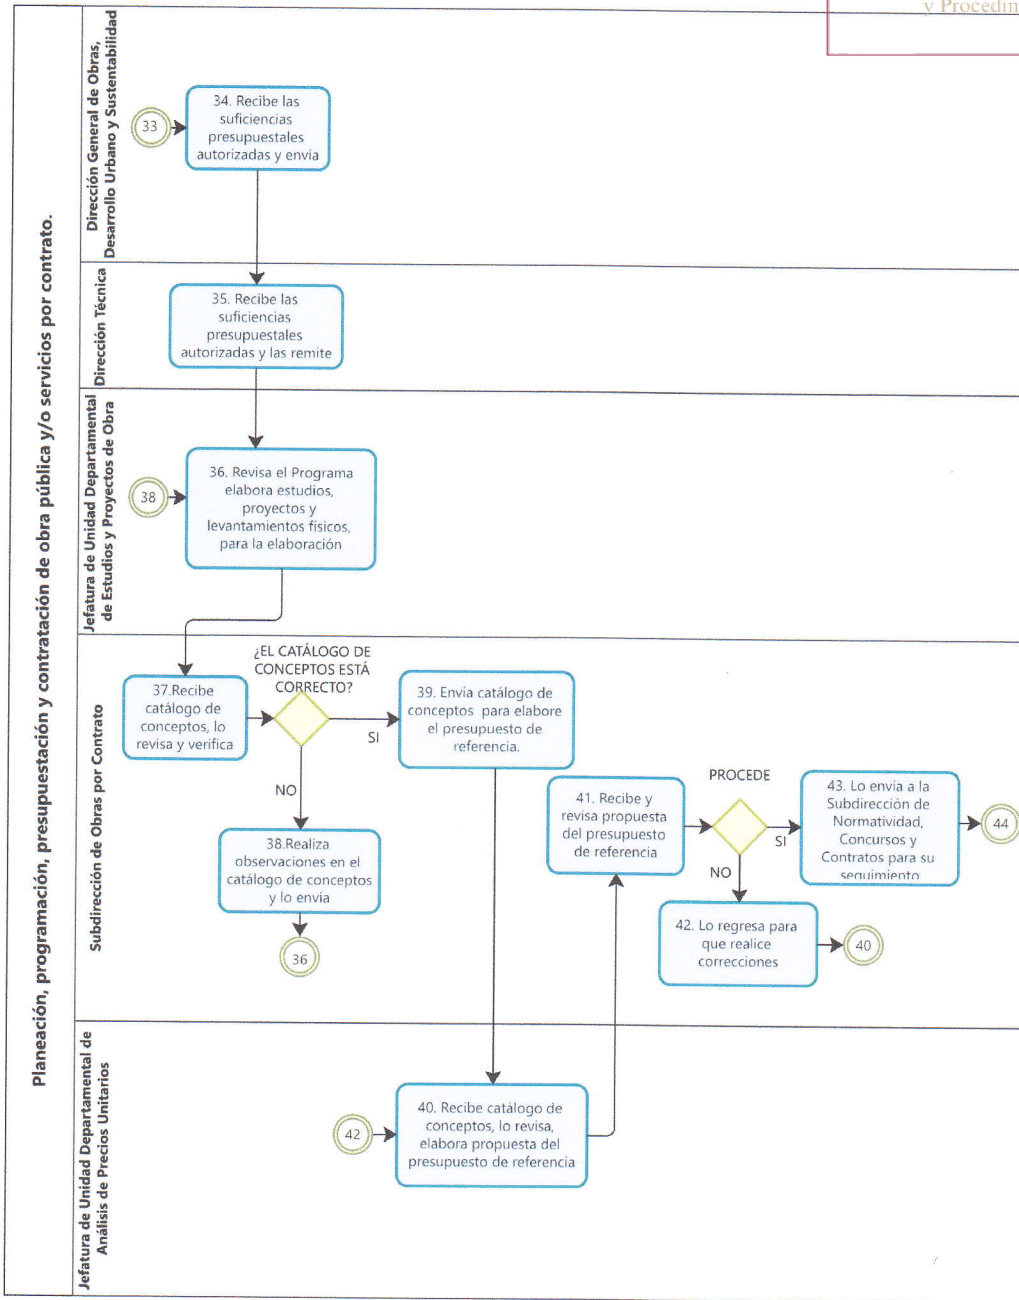 y Procedim
Planeación, programación, presupuestación y contratación de obra pública y/o servicios por contrato.
Dirección General de Obras,
Desarrollo Urbano y Sustentabilidad
33
34. Recibe las
suficiencias
presupuestales
autorizadas y envía
Dirección Técnica
35. Recibe las
suficiencias
presupuestales
autorizadas y las remite
Jefatura de Unidad Departamental
de Estudios y Proyectos de Obra
38
36. Revisa el Programa
elabora estudios,
proyectos y
levantamientos físicos,
para la elaboración
Subdirección de Obras por Contrato
37.Recibe
catálogo de
conceptos, lo
revisa y verifica
¿EL CATÁLOGO DE
CONCEPTOS ESTÁ
CORRECTO?
SI
NO
39. Envía catálogo de
conceptos para elabore
el presupuesto de
referencia.
38.Realiza
observaciones en el
catálogo de conceptos
y lo envia
36
41. Recibe y
revisa propuesta
del presupuesto
de referencia
PROCEDE
SI
NO
43. Lo envía a la
Subdirección de
Normatividad,
Concursos y
Contratos para su
seguimiento
44
42. Lo regresa para
que realice
correcciones
40
Jefatura de Unidad Departamental de
Análisis de Precios Unitarios
42
40. Recibe catálogo de
conceptos, lo revisa,
elabora propuesta del
presupuesto de referencia